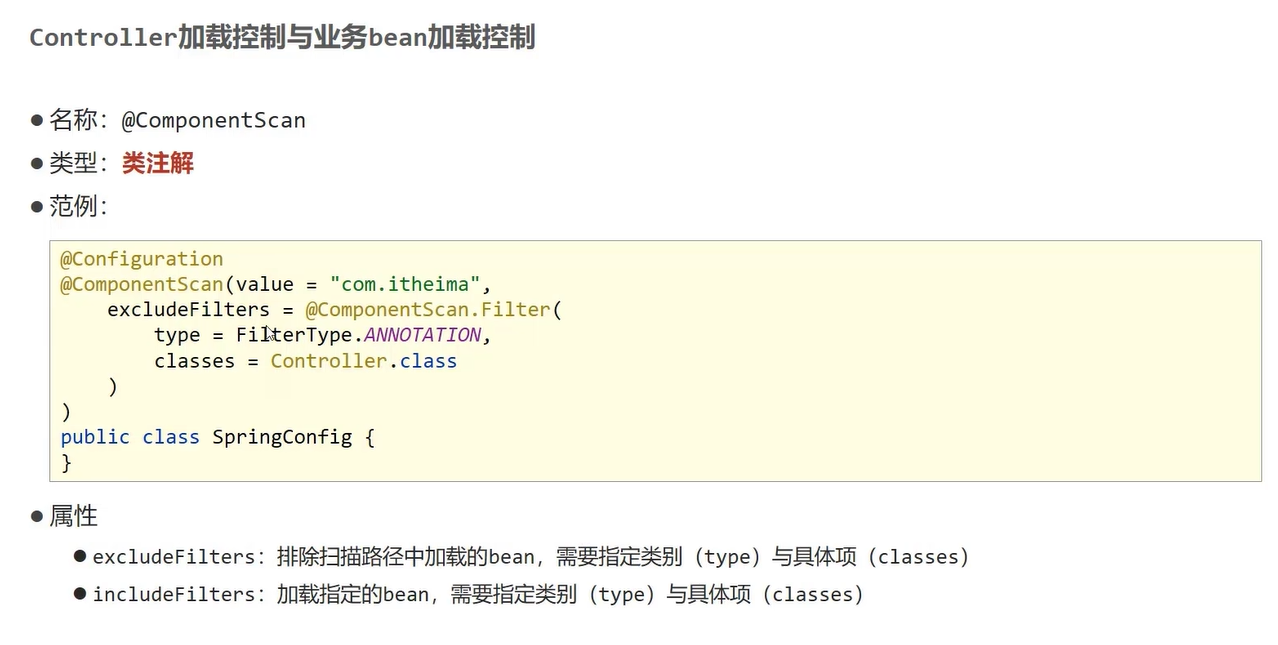 Controller加载控制与业务bean加载控制
● 名称：@ComponentScan
● 类型：类注解
● 范例：
@Configuration
@ComponentScan(value = "com.itheima",
    excludeFilters = @ComponentScan.Filter(
        type = FilterType.ANNOTATION,
        classes = Controller.class
    )
)
public class SpringConfig {
}
● 属性
● excludeFilters：排除扫描路径中加载的bean，需要指定类别（type）与具体项（classes）
● includeFilters：加载指定的bean，需要指定类别（type）与具体项（classes）